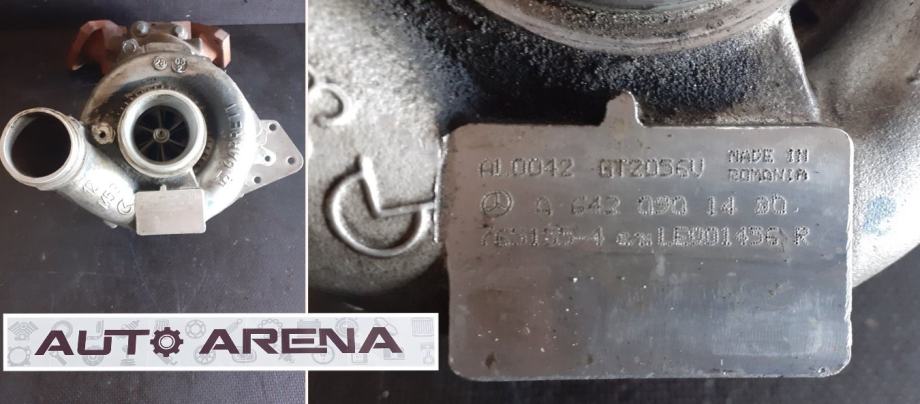 AL0042 GT2056V MADE IN
ROMANIA
A 642 090 14 80
765155-4
AUTO ARENA